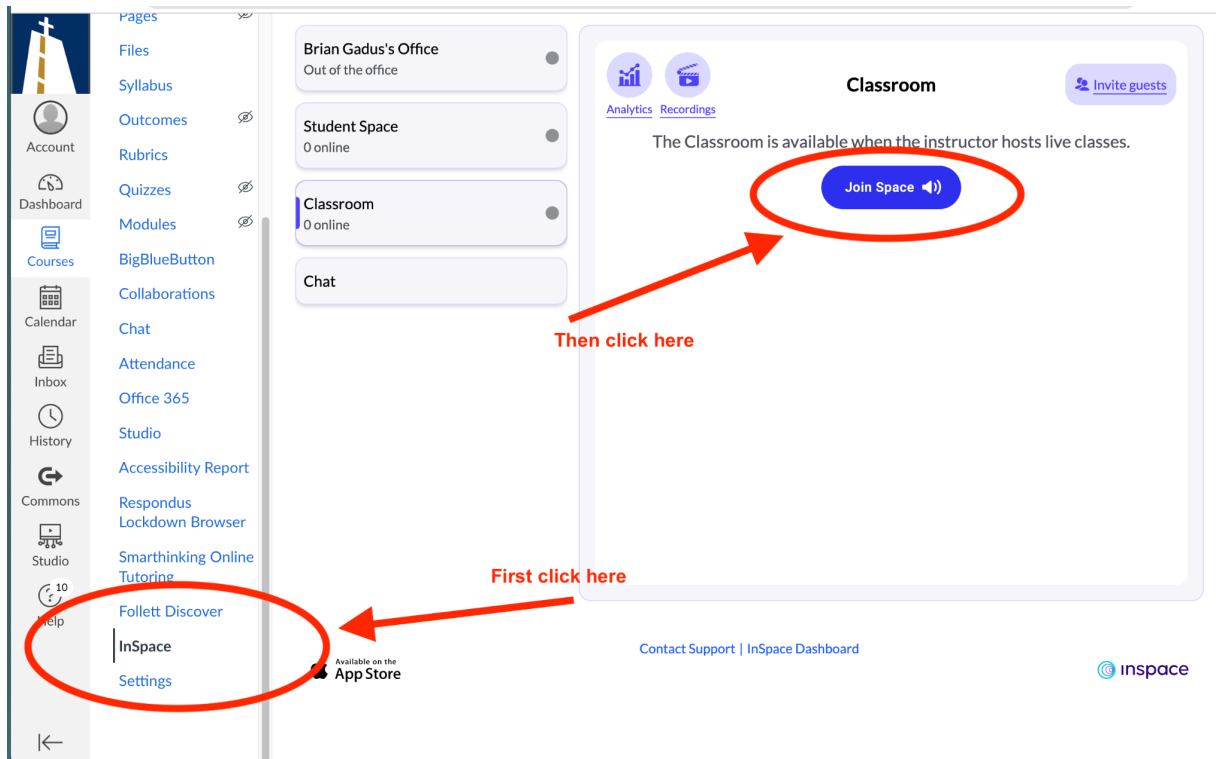 Account
Dashboard
Courses
Calendar
Inbox
History
Commons
Studio
10
Help
Pages
Files
Syllabus
Outcomes
Rubrics
Quizzes
Modules
BigBlueButton
Collaborations
Chat
Attendance
Office 365
Studio
Accessibility Report
Respondus
Lockdown Browser
Smarthinking Online
Tutoring
Follett Discover
InSpace
Settings
Brian Gadus's Office
Out of the office
Student Space
0 online
Classroom
0 online
Chat
Analytics Recordings
Classroom
Invite guests
The Classroom is available when the instructor hosts live classes.
Join Space
Then click here
First click here
Available on the
App Store
Contact Support | InSpace Dashboard
inspace